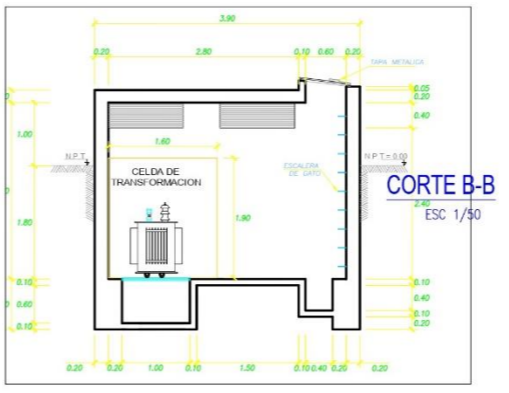 3.90
0.20 2.80 0.10 0.60 0.20
TAPA METALICA
0.05
0.20
0.40
1.00
1.60
N.P.T.
N.P.T.= 0.00
CELDA DE
TRANSFORMACION
ESCALERA
DE GATO
CORTE B-B
2.40
ESC 1/50
1.90
1.80
0.10
0.60
0.10
0.10
0.40
0.10
0.20
0.20 0.20 1.00 0.10 1.50 0.10 0.40 0.20 0.20